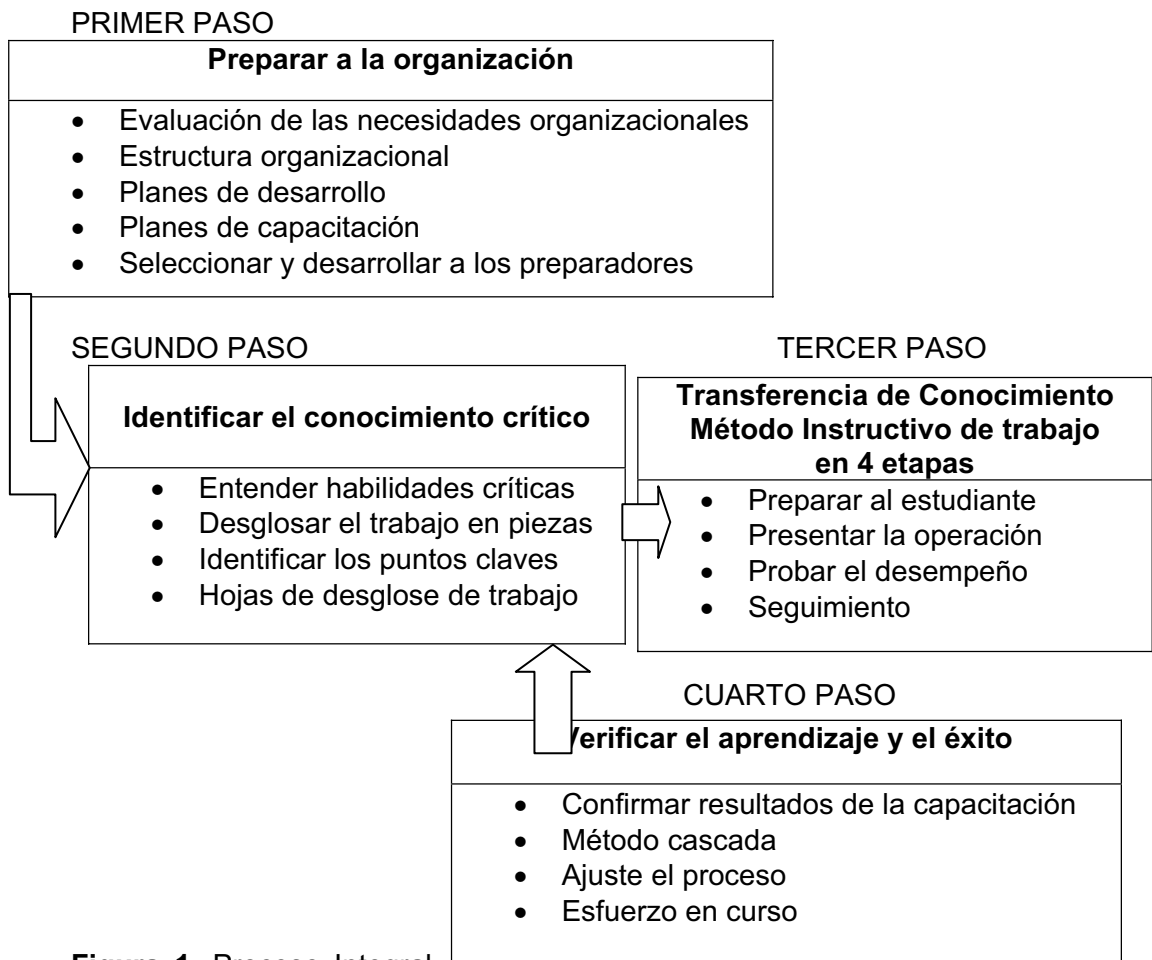 PRIMER PASO
Preparar a la organización
• Evaluación de las necesidades organizacionales
• Estructura organizacional
• Planes de desarrollo
• Planes de capacitación
• Seleccionar y desarrollar a los preparadores
SEGUNDO PASO
Identificar el conocimiento crítico
• Entender habilidades críticas
• Desglosar el trabajo en piezas
• Identificar los puntos claves
• Hojas de desglose de trabajo
TERCER PASO
Transferencia de Conocimiento
Método Instructivo de trabajo
en 4 etapas
• Preparar al estudiante
• Presentar la operación
• Probar el desempeño
• Seguimiento
CUARTO PASO
Verificar el aprendizaje y el éxito
• Confirmar resultados de la capacitación
• Método cascada
• Ajuste el proceso
• Esfuerzo en curso
Figura 1. Proceso Integral